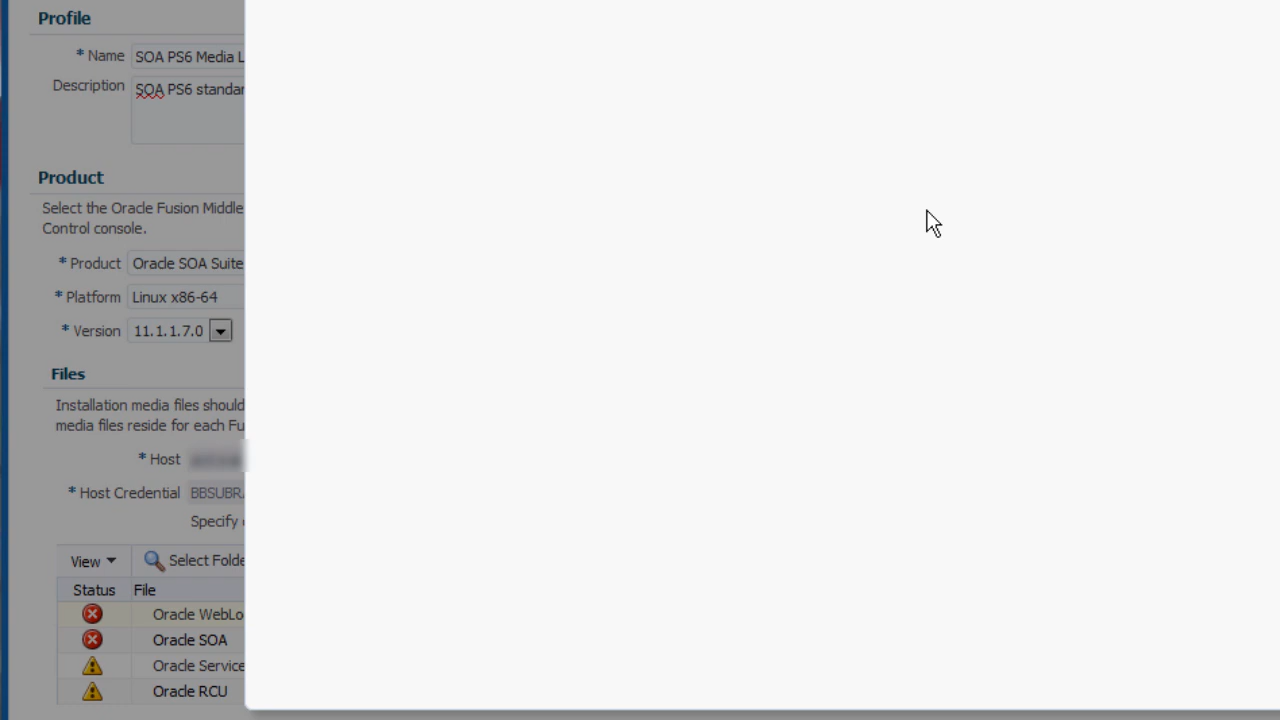 Profile
* Name SOA PS6 Media L
Description SOA PS6 standar
Product
Select the Oracle Fusion Middle
Control console.
* Product Oracle SOA Suite
* Platform Linux x86-64
* Version 11.1.1.7.0
Files
Installation media files should
media files reside for each Fu
* Host
* Host Credential BBSUBR
Specify
View Select Folde
Status File
Oracle WebLo
Oracle SOA
Oracle Service
Oracle RCU